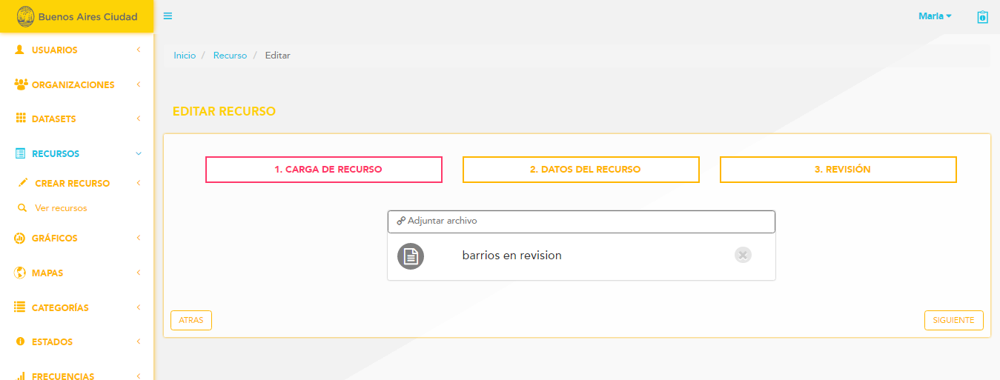 Buenos Aires Ciudad
Maria
USUARIOS
ORGANIZACIONES
DATASETS
RECURSOS
CREAR RECURSO
Ver recursos
GRÁFICOS
MAPAS
CATEGORÍAS
ESTADOS
FRECUENCIAS
Inicio / Recurso / Editar
EDITAR RECURSO
1. CARGA DE RECURSO
2. DATOS DEL RECURSO
3. REVISIÓN
Adjuntar archivo
barrios en revision
ATRAS
SIGUIENTE